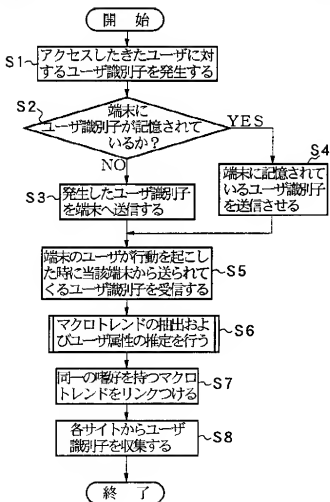 開 始
S1
アクセスしたきたユーザに対
するユーザ識別子を発生する
S2
端末に
ユーザ識別子が記憶されて
いるか?
YES
NO
S3
発生したユーザ識別子
を端末へ送信する
S4
端末に記憶されて
いるユーザ識別子
を送信させる
端末のユーザが行動を起こし
た時に当該端末から送られて
くるユーザ識別子を受信する
S5
マクロトレンドの抽出およ
びユーザ属性の推定を行う
S6
同一の嗜好を持つマクロ
トレンドをリンクつける
S7
各サイトからユーザ
識別子を収集する
S8
終 了